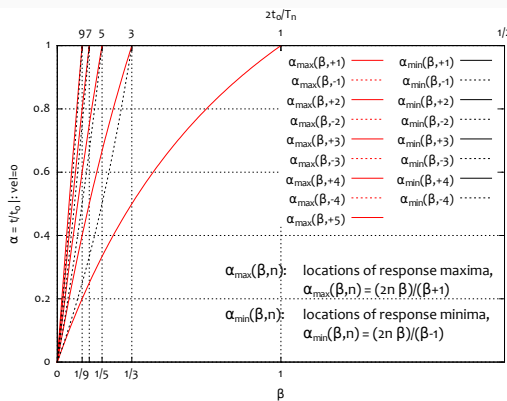 2t₀/Tₙ
9 7 5 3 1 1/2
1
0.8
0.6
0.4
0.2
0
α = t/t₀ |: vel=0
αmax(β,+1) αmin(β,+1)
αmax(β,-1) αmin(β,-1)
αmax(β,+2) αmin(β,+2)
αmax(β,-2) αmin(β,-2)
αmax(β,+3) αmin(β,+3)
αmax(β,-3) αmin(β,-3)
αmax(β,+4) αmin(β,+4)
αmax(β,-4) αmin(β,-4)
αmax(β,+5)
αmax(β,n): locations of response maxima,
αmax(β,n) = (2n β)/(β+1)
αmin(β,n): locations of response minima,
αmin(β,n) = (2n β)/(β-1)
0 1/9 1/5 1/3 1
β